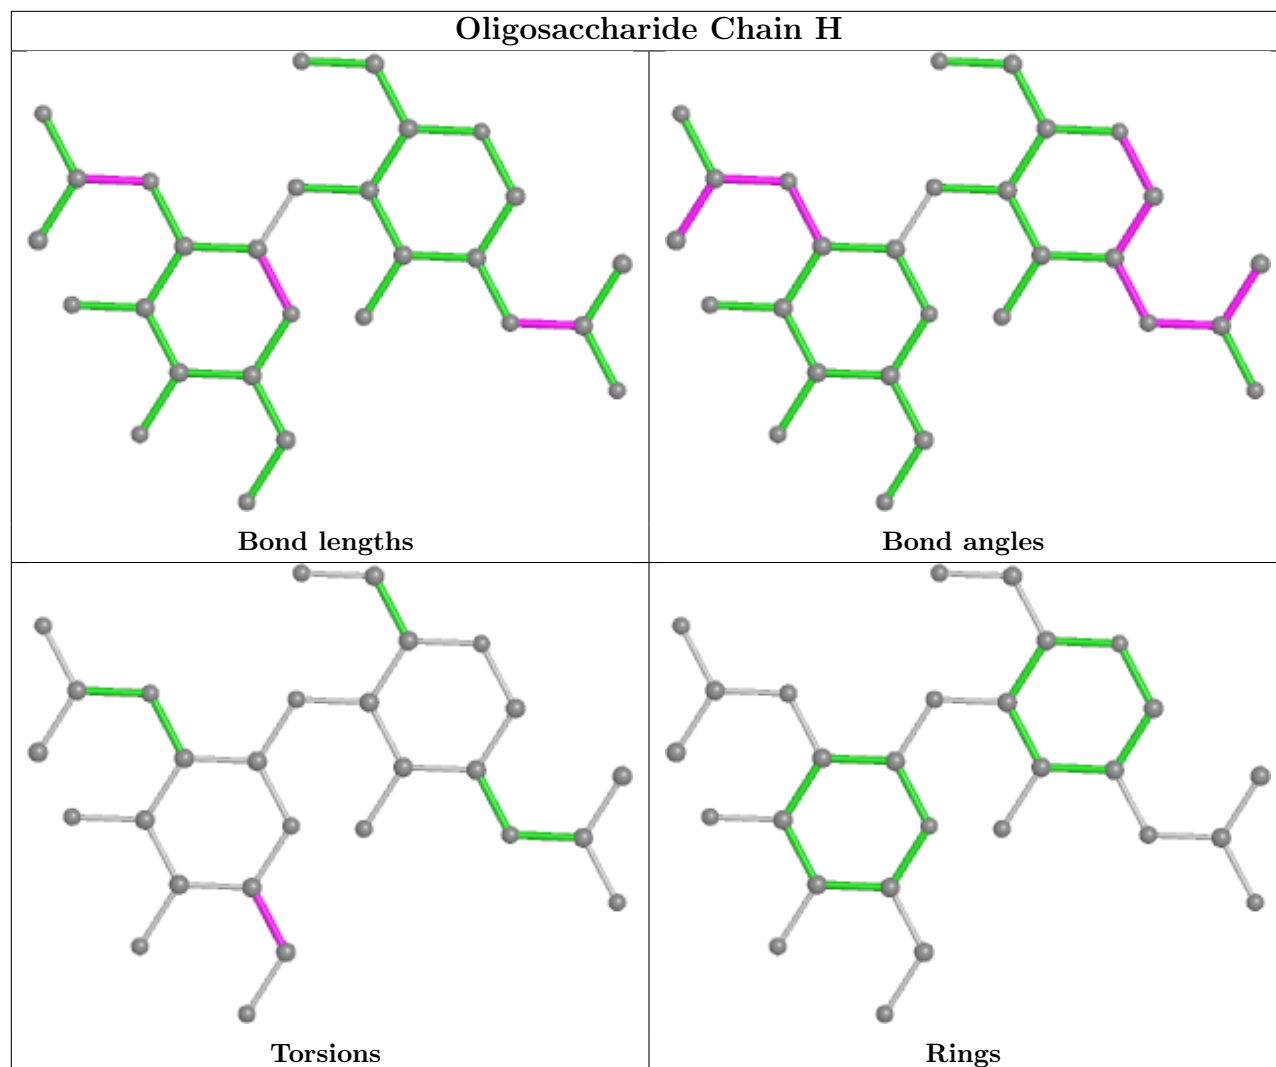 Oligosaccharide Chain H
Bond lengths
Bond angles
Torsions
Rings